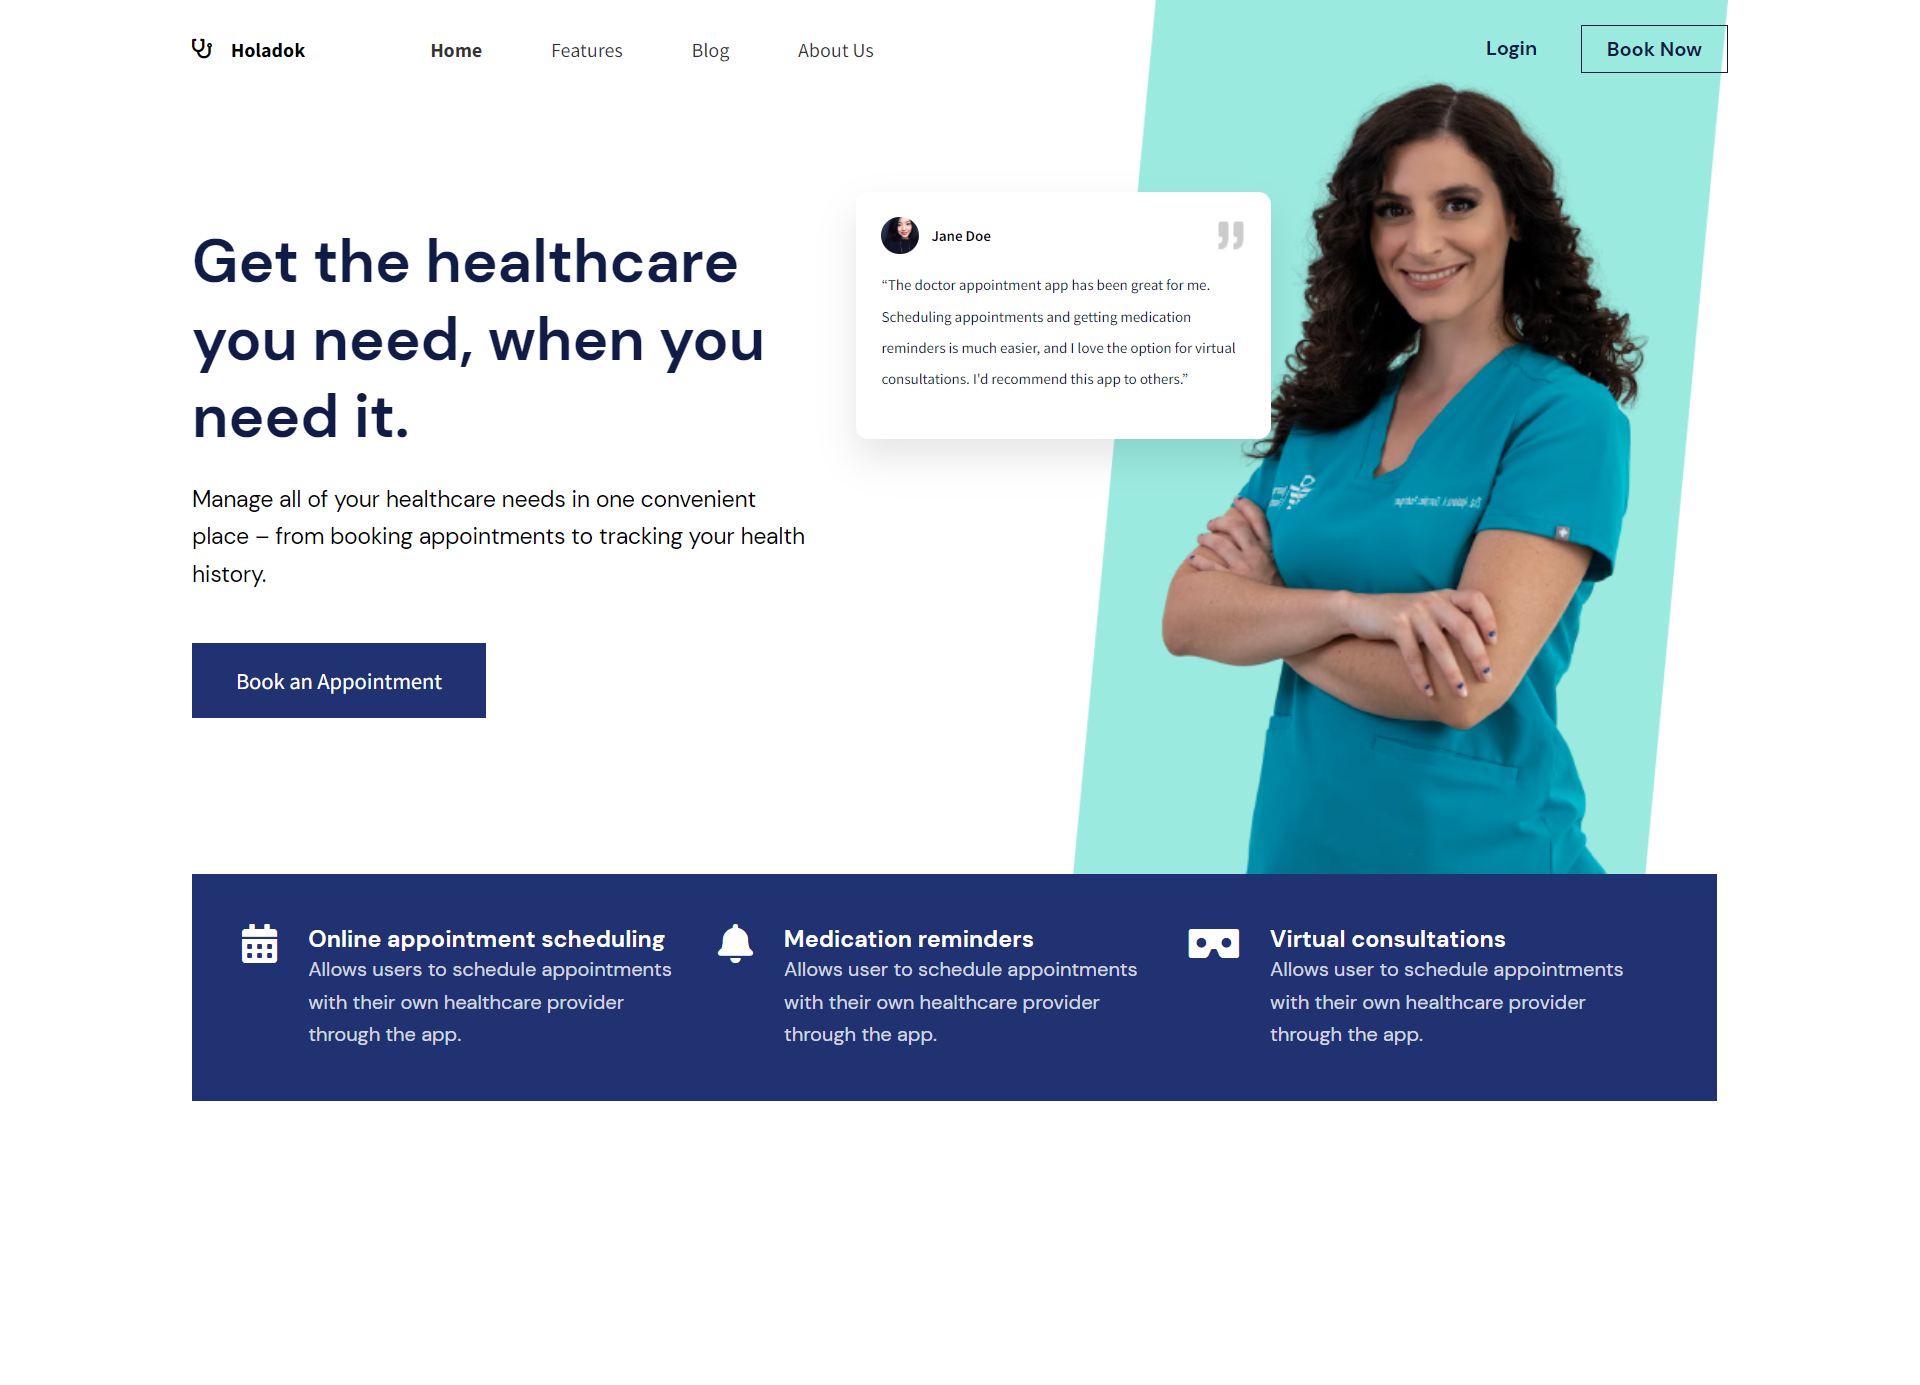 Holadok
Home
Features
Blog
About Us
Login
Book Now
Get the healthcare
you need, when you
need it.
Manage all of your healthcare needs in one convenient
place – from booking appointments to tracking your health
history.
Book an Appointment
Jane Doe
“The doctor appointment app has been great for me.
Scheduling appointments and getting medication
reminders is much easier, and I love the option for virtual
consultations. I'd recommend this app to others.”
Online appointment scheduling
Allows users to schedule appointments
with their own healthcare provider
through the app.
Medication reminders
Allows user to schedule appointments
with their own healthcare provider
through the app.
Virtual consultations
Allows user to schedule appointments
with their own healthcare provider
through the app.